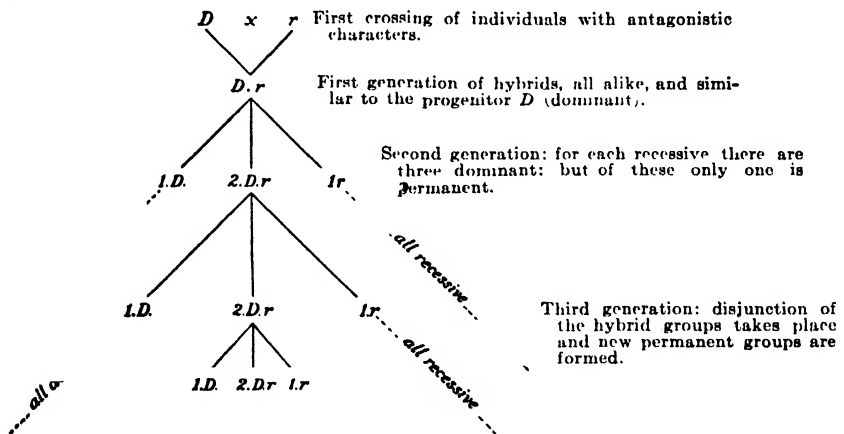 D x r First crossing of individuals with antagonistic
characters.
D.r First generation of hybrids, all alike, and simi-
lar to the progenitor D (dominant).
Second generation: for each recessive there are
1.D. 2.D.r 1r three dominant: but of these only one is
permanent.
all recessive
1.D. 2.D.r 1.r Third generation: disjunction of
the hybrid groups takes place
and new permanent groups are
formed.
all recessive
1.D. 2.D.r 1.r
all